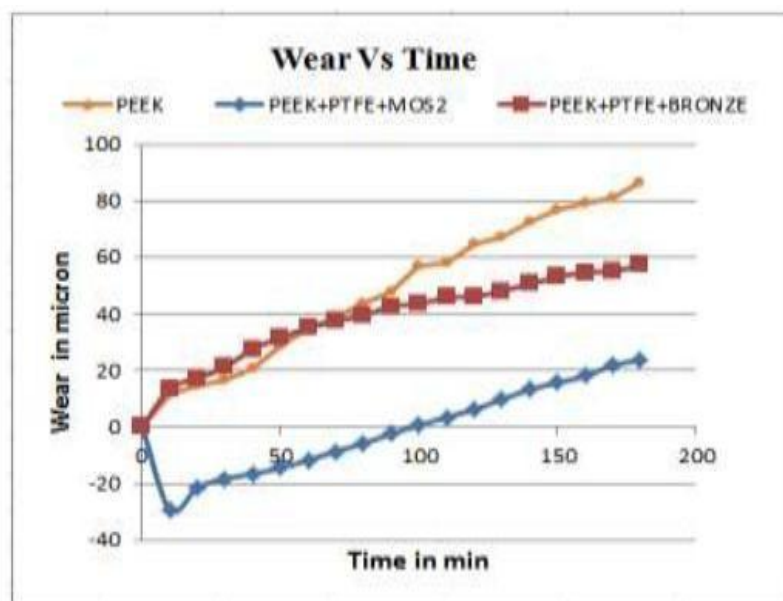 Wear Vs Time
PEEK PEEK+PTFE+MOS2 PEEK+PTFE+BRONZE
100
80
60
40
20
0
-20
-40
Wear in micron
0 50 100 150 200
Time in min